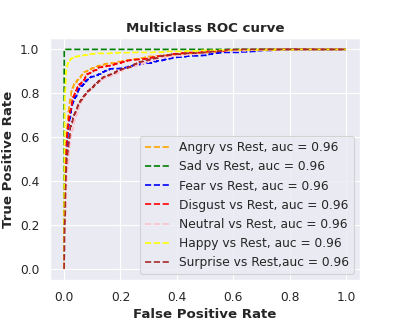 Multiclass ROC curve
True Positive Rate
1.0
0.8
0.6
0.4
0.2
0.0
Angry vs Rest, auc = 0.96
Sad vs Rest, auc = 0.96
Fear vs Rest, auc = 0.96
Disgust vs Rest, auc = 0.96
Neutral vs Rest, auc = 0.96
Happy vs Rest, auc = 0.96
Surprise vs Rest,auc = 0.96
0.0 0.2 0.4 0.6 0.8 1.0
False Positive Rate